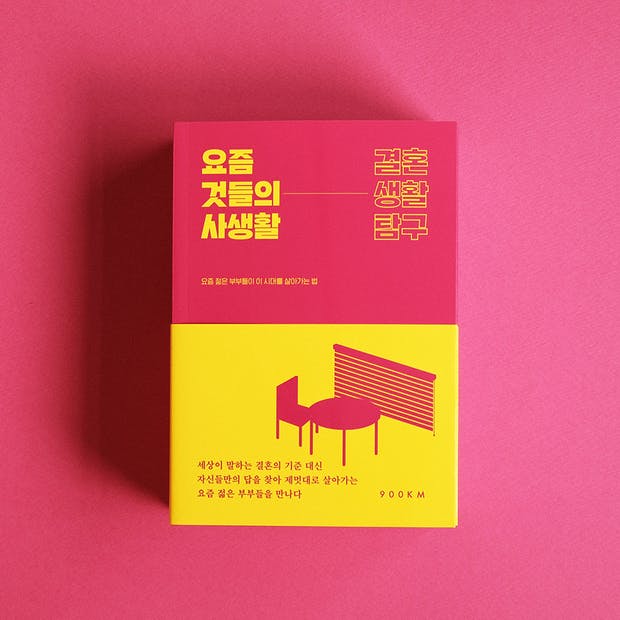 요즘
것들의
사생활
결혼
생활
탐구
요즘 젊은 부부들이 이 시대를 살아가는 법
세상이 말하는 결혼의 기준 대신
자신들만의 답을 찾아 제멋대로 살아가는
요즘 젊은 부부들을 만나다
900KM